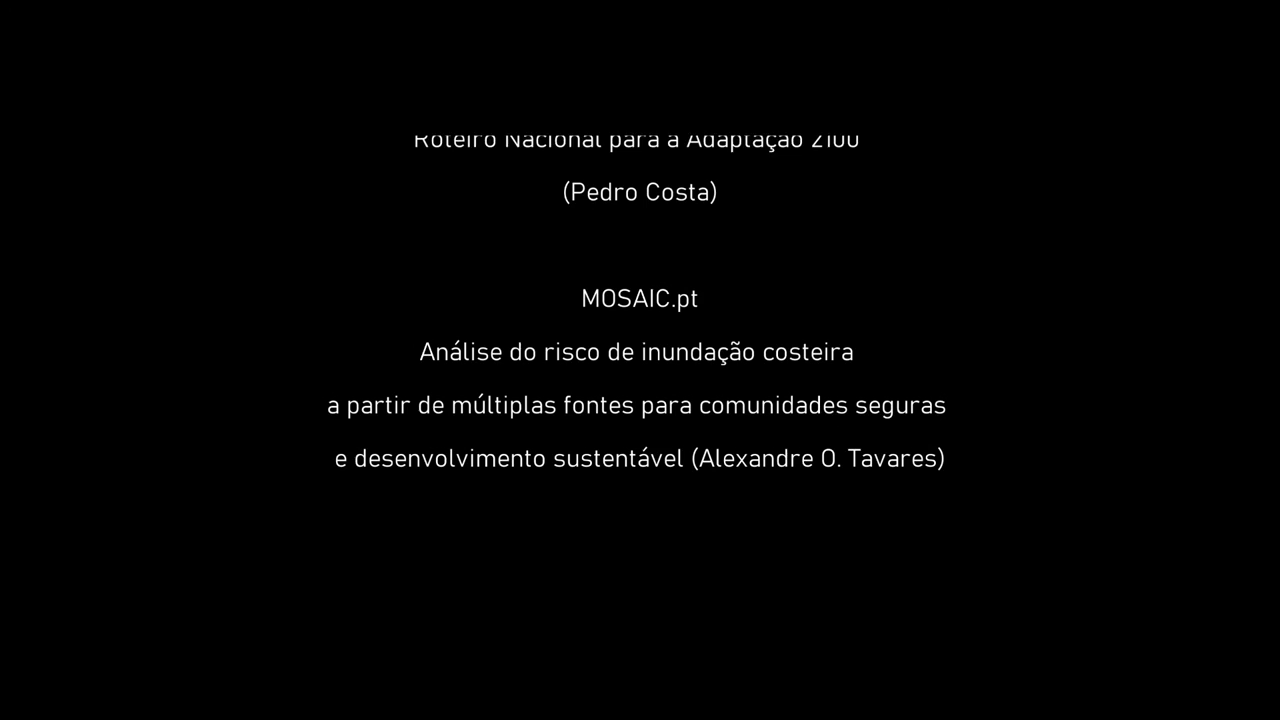 Roteiro Nacional para a Adaptação 2100
(Pedro Costa)
MOSAIC.pt
Análise do risco de inundação costeira
a partir de múltiplas fontes para comunidades seguras
e desenvolvimento sustentável (Alexandre O. Tavares)